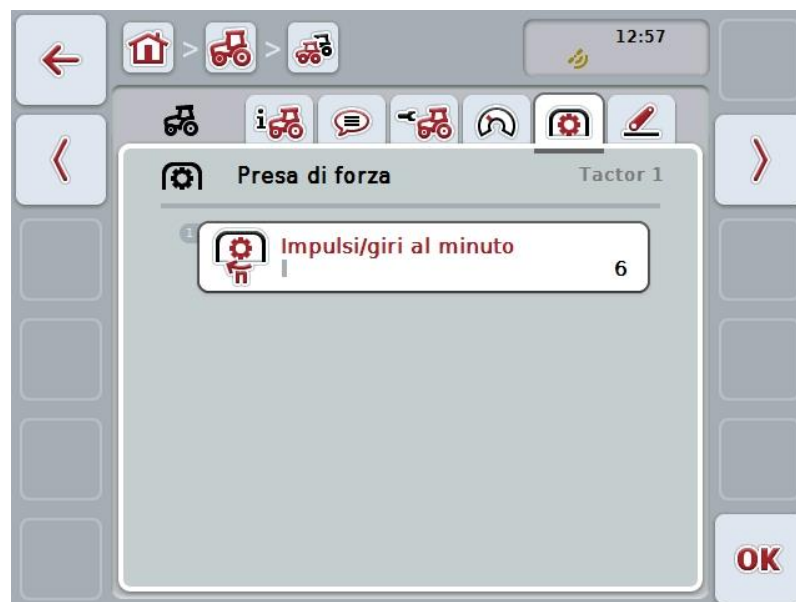 12:57
Presa di forza Tactor 1
1
Impulsi/giri al minuto
6
OK